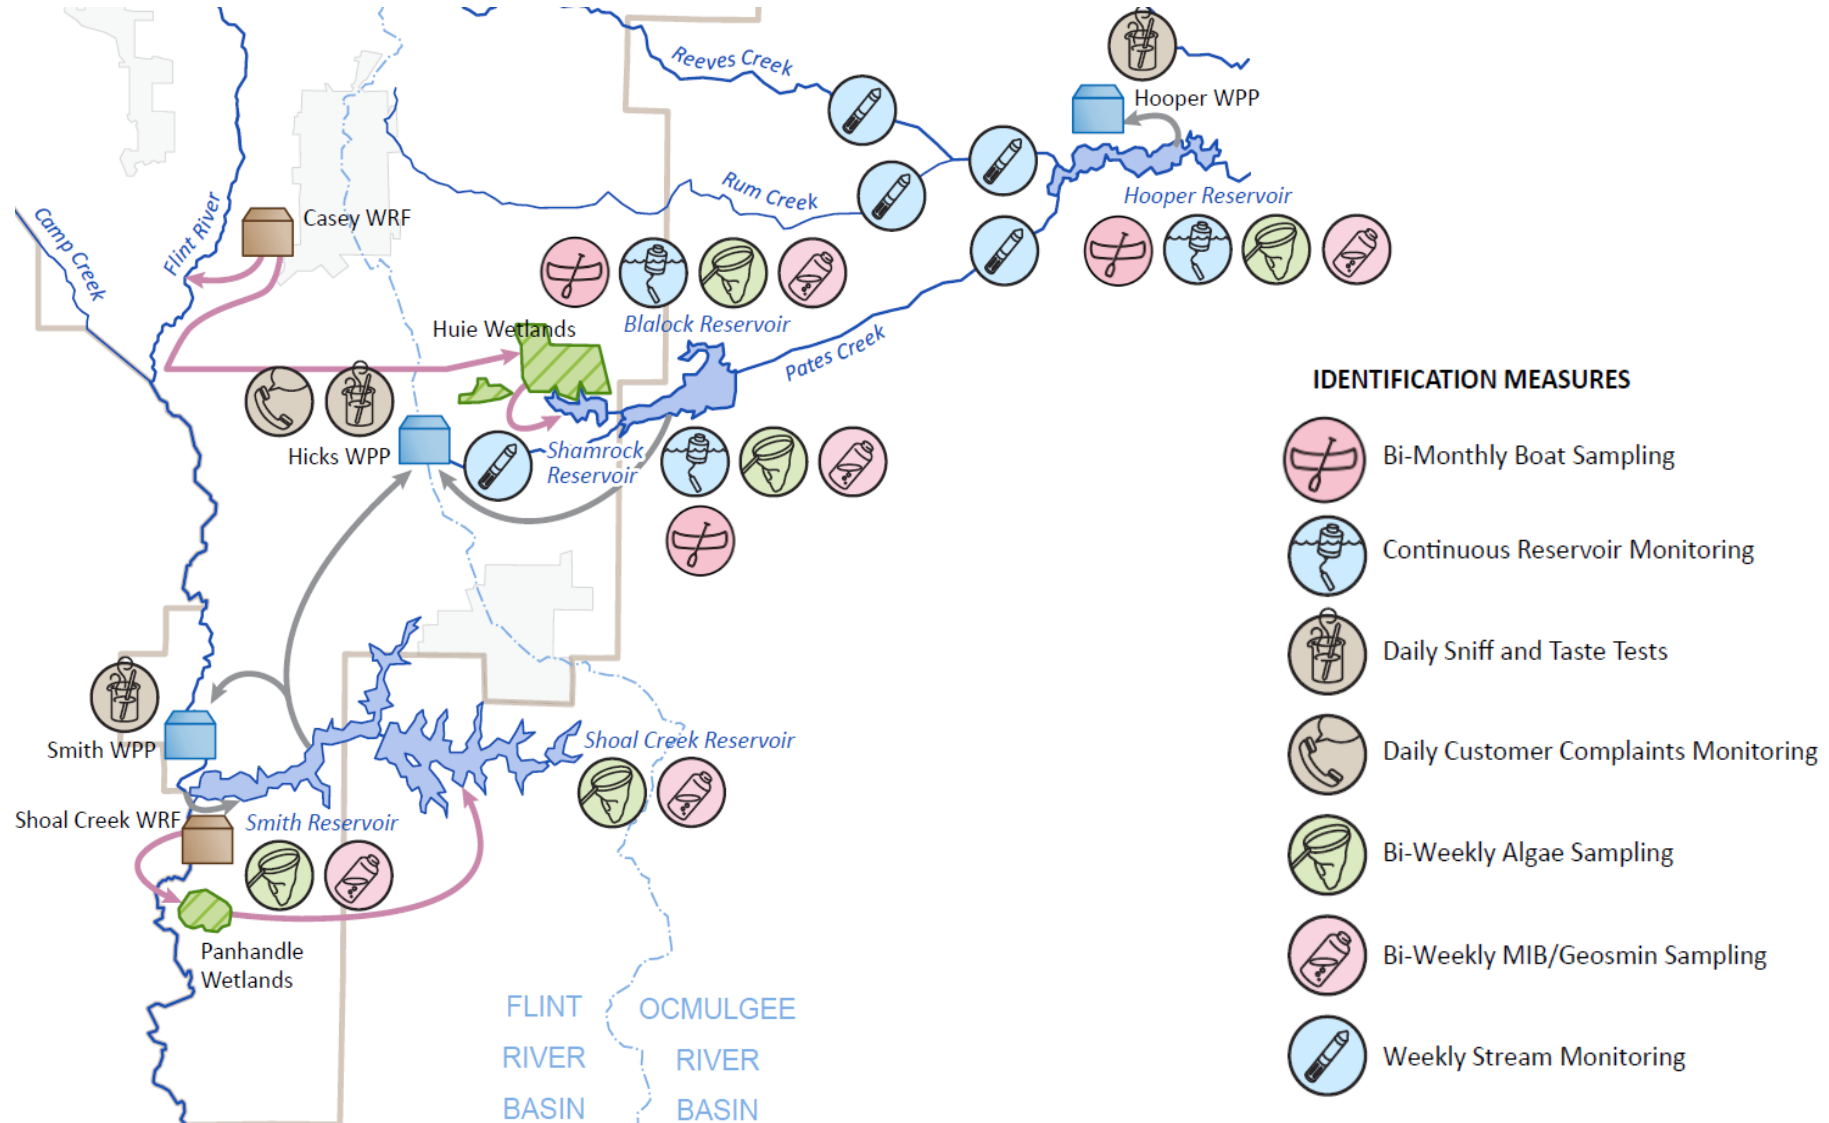 Reeves Creek
Hooper WPP
Rum Creek
Hooper Reservoir
Camp Creek
Flint River
Casey WRF
Huie Wetlands
Blalock Reservoir
Pates Creek
Hicks WPP
Shamrock
Reservoir
Smith WPP
Shoal Creek Reservoir
Shoal Creek WRF
Smith Reservoir
Panhandle
Wetlands
FLINT
RIVER
BASIN
OCMULGEE
RIVER
BASIN
IDENTIFICATION MEASURES
Bi-Monthly Boat Sampling
Continuous Reservoir Monitoring
Daily Sniff and Taste Tests
Daily Customer Complaints Monitoring
Bi-Weekly Algae Sampling
Bi-Weekly MIB/Geosmin Sampling
Weekly Stream Monitoring